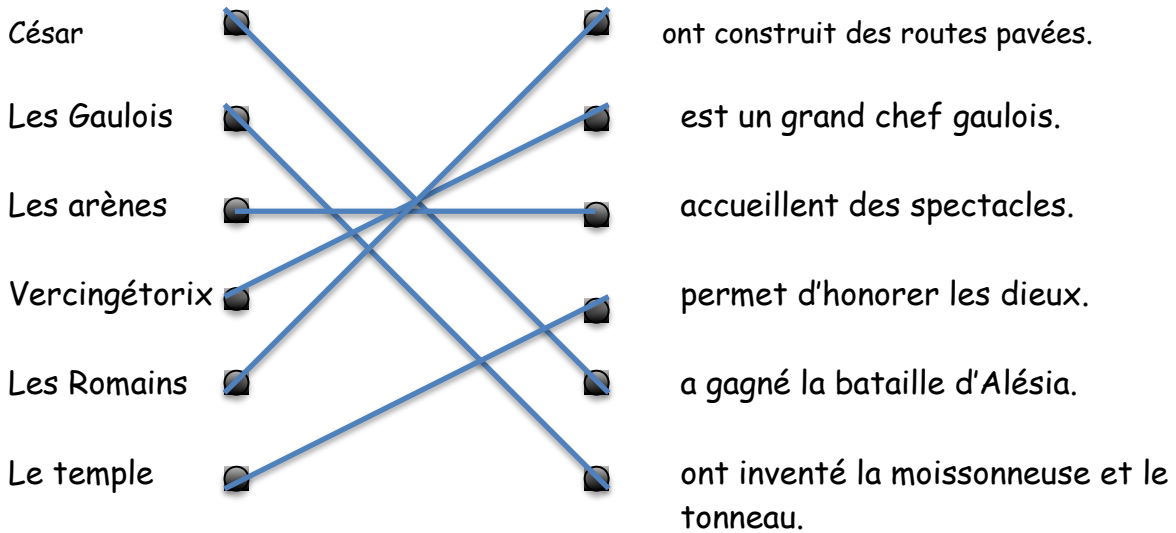 César ont construit des routes pavées.
Les Gaulois est un grand chef gaulois.
Les arènes accueillent des spectacles.
Vercingétorix permet d'honorer les dieux.
Les Romains a gagné la bataille d'Alésia.
Le temple ont inventé la moissonneuse et le
tonneau.